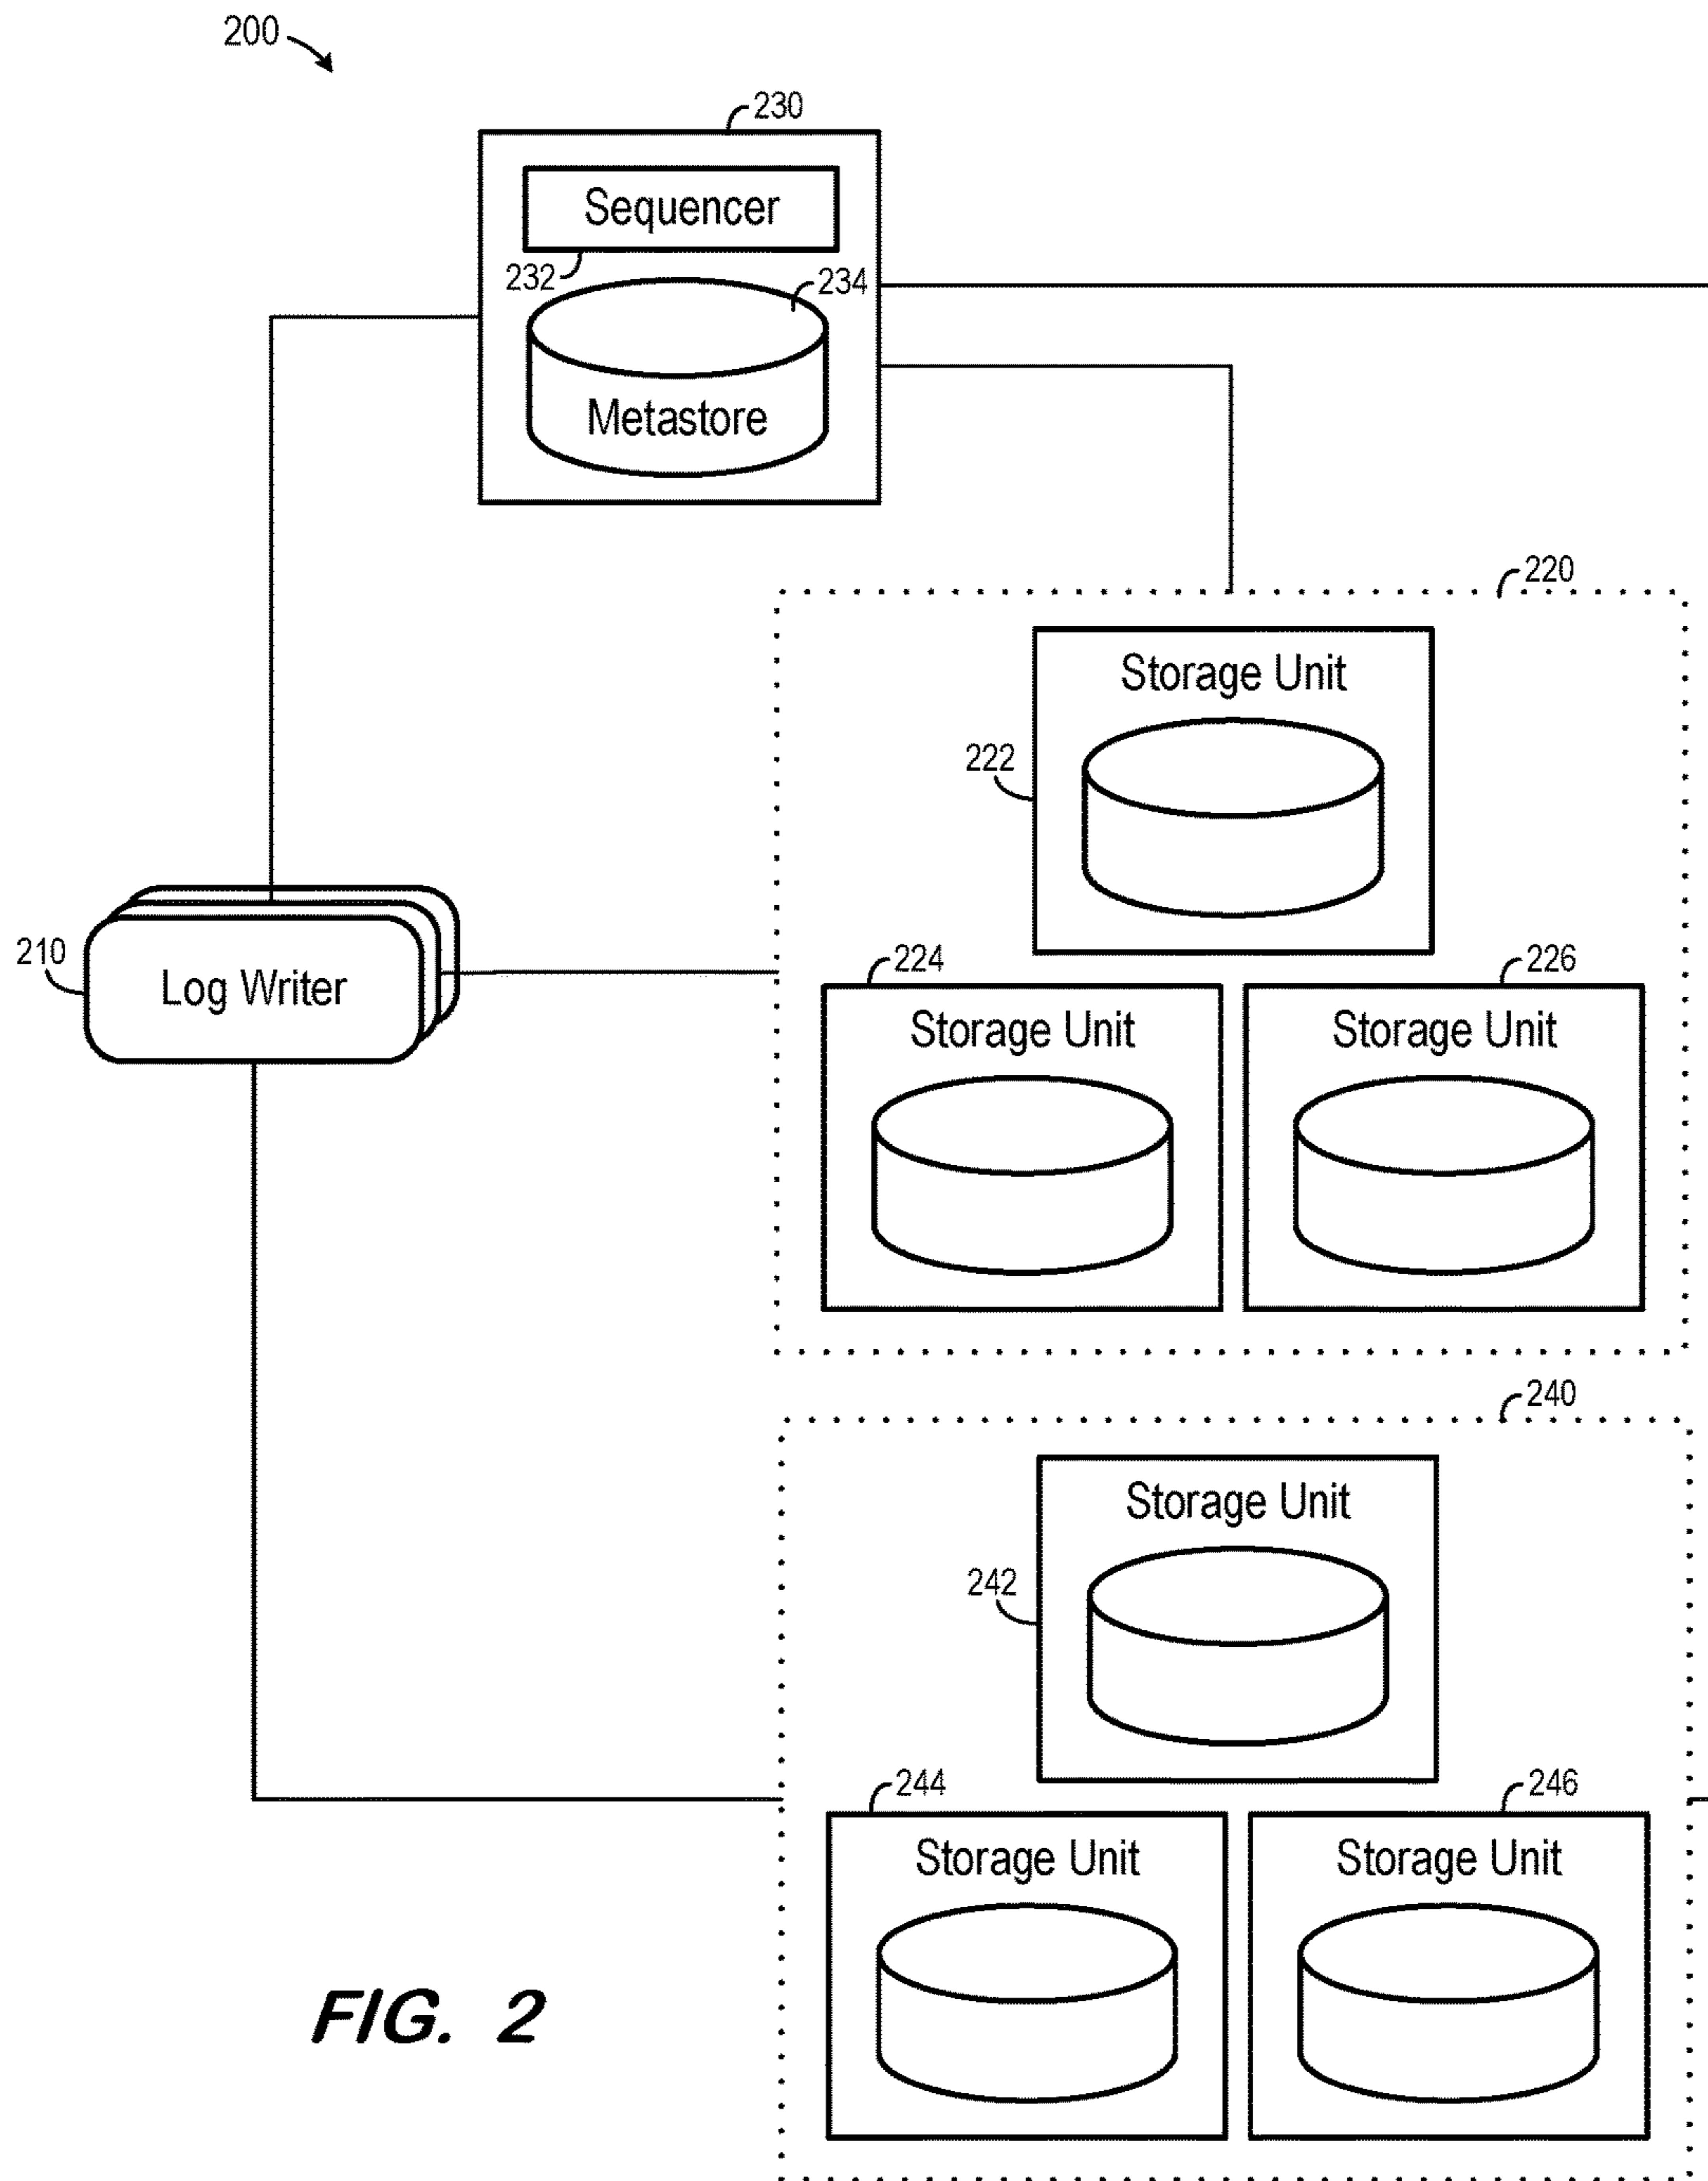 200
230
Sequencer
232
234
Metastore
220
Storage Unit
222
210
Log Writer
224
226
Storage Unit
Storage Unit
240
Storage Unit
242
244
246
Storage Unit
Storage Unit
FIG. 2